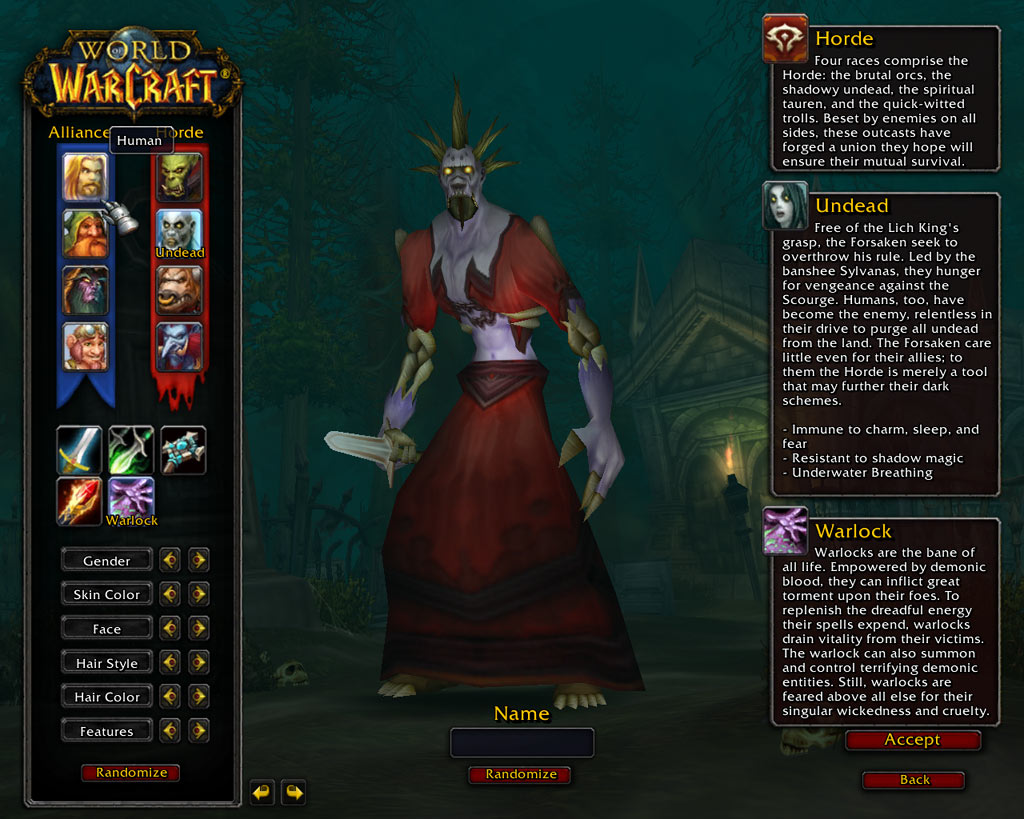 WORLD
OF
WARCRAFT®
Alliance
Horde
Human
Undead
Warlock
Gender
Skin Color
Face
Hair Style
Hair Color
Features
Randomize
Name
Randomize
Horde
Four races comprise the
Horde: the brutal orcs, the
shadowy undead, the spiritual
tauren, and the quick-witted
trolls. Beset by enemies on all
sides, these outcasts have
forged a union they hope will
ensure their mutual survival.
Undead
Free of the Lich King's
grasp, the Forsaken seek to
overthrow his rule. Led by the
banshee Sylvanas, they hunger
for vengeance against the
Scourge. Humans, too, have
become the enemy, relentless in
their drive to purge all undead
from the land. The Forsaken care
little even for their allies; to
them the Horde is merely a tool
that may further their dark
schemes.
- Immune to charm, sleep, and
fear
- Resistant to shadow magic
- Underwater Breathing
Warlock
Warlocks are the bane of
all life. Empowered by demonic
blood, they can inflict great
torment upon their foes. To
replenish the dreadful energy
their spells expend, warlocks
drain vitality from their victims.
The warlock can also summon
and control terrifying demonic
entities. Still, warlocks are
feared above all else for their
singular wickedness and cruelty.
Accept
Back